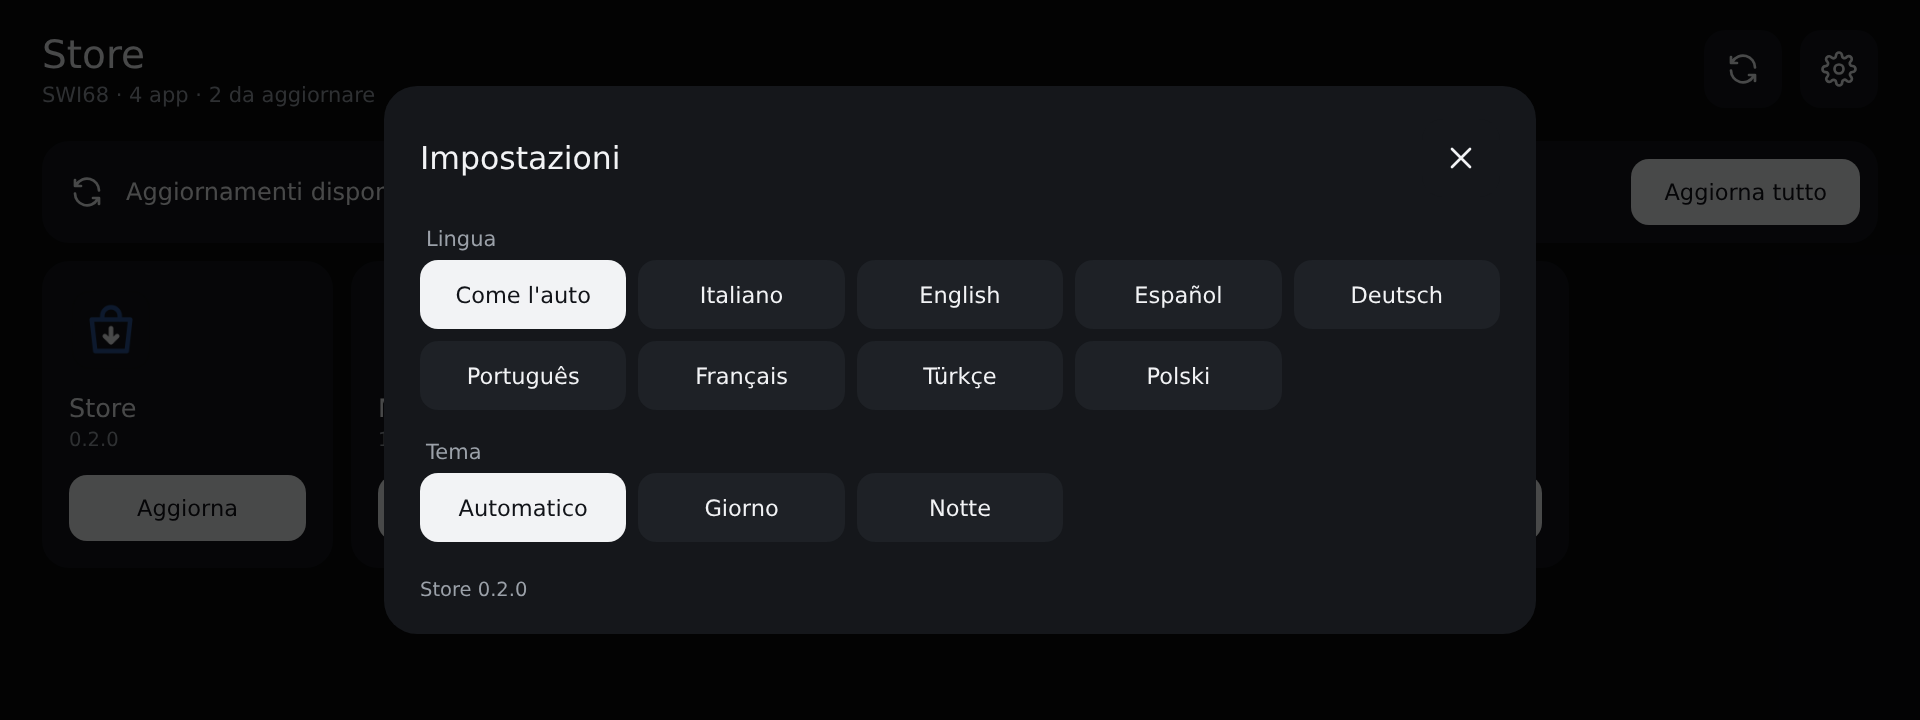 Store
SWI68 · 4 app · 2 da aggiornare
Impostazioni
Aggiorna tutto
Lingua
Come l'auto
Italiano
English
Español
Deutsch
Português
Français
Türkçe
Polski
Store
0.2.0
Aggiorna
Tema
Automatico
Giorno
Notte
Store 0.2.0
Aggiornamenti